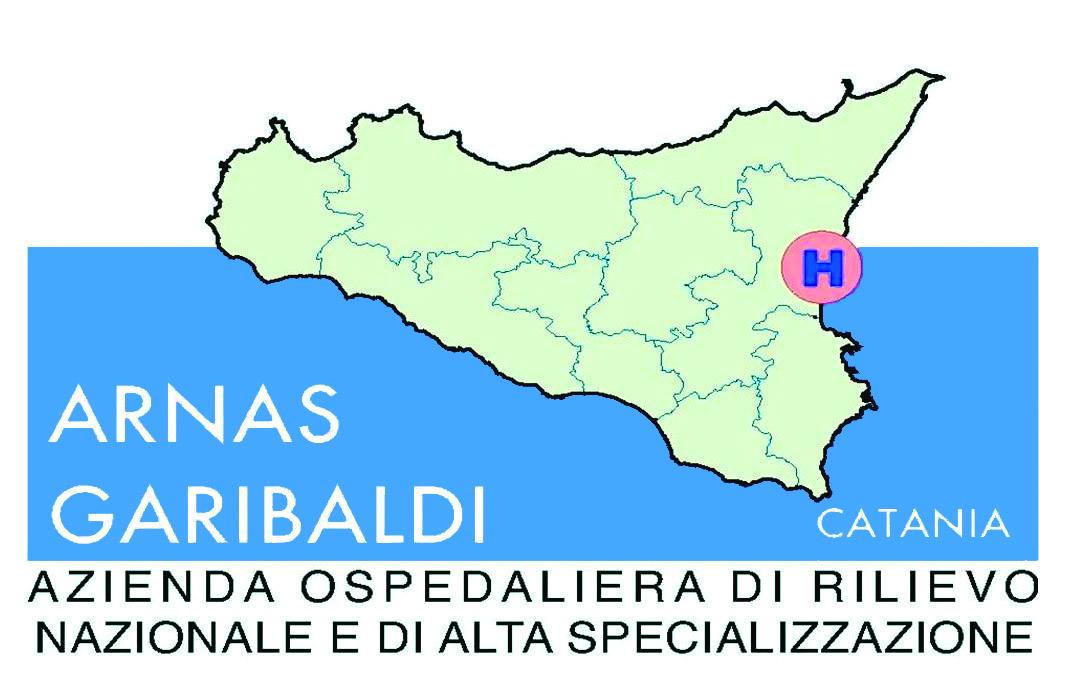 H
ARNAS
GARIBALDI
CATANIA
AZIENDA OSPEDALIERA DI RILIEVO
NAZIONALE E DI ALTA SPECIALIZZAZIONE